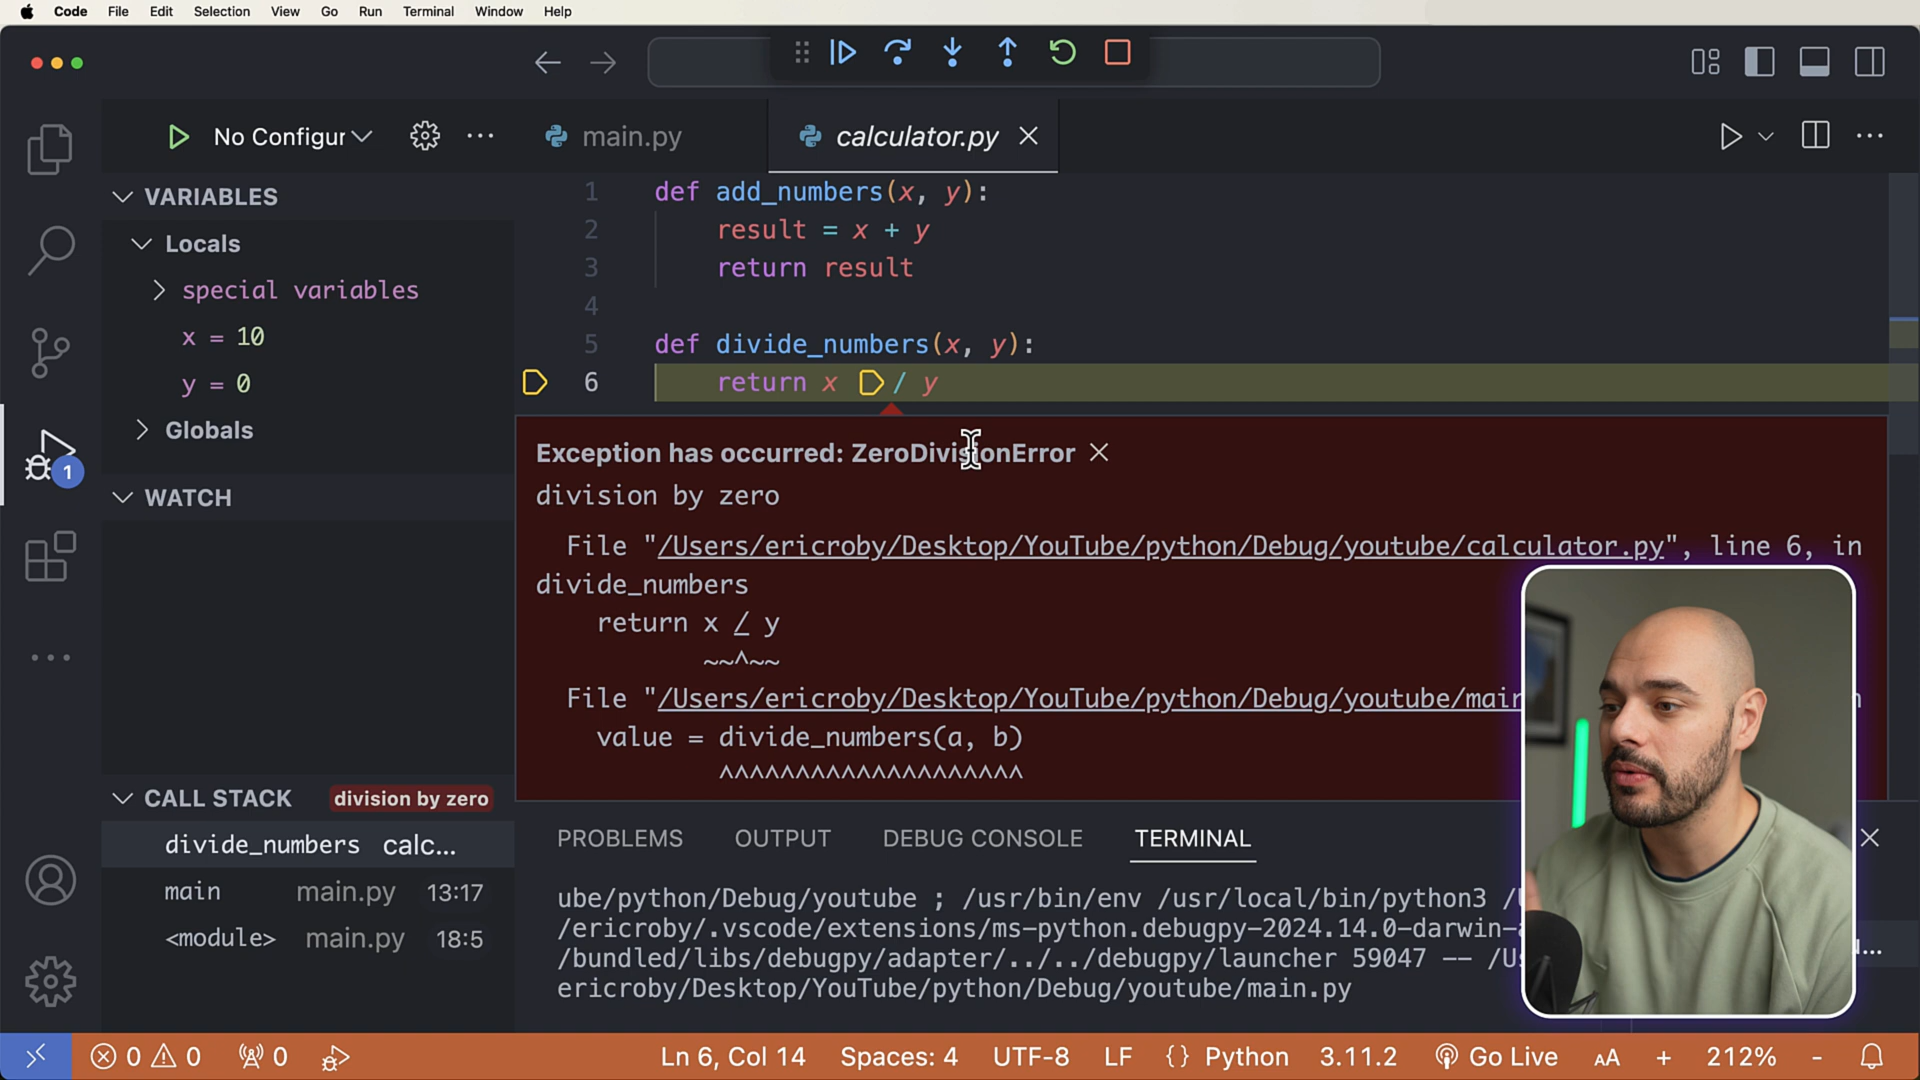 Code File Edit Selection View Go Run Terminal Window Help
No Configur
main.py calculator.py
VARIABLES
Locals
special variables
x = 10
y = 0
Globals
WATCH
CALL STACK division by zero
divide_numbers calc...
main main.py 13:17
<module> main.py 18:5
1
1 def add_numbers(x, y):
2 result = x + y
3 return result
4
5 def divide_numbers(x, y):
6 return x / y
Exception has occurred: ZeroDivisionError
division by zero
File "/Users/ericroby/Desktop/YouTube/python/Debug/youtube/calculator.py", line 6, in
divide_numbers
return x / y
~~^~~
File "/Users/ericroby/Desktop/YouTube/python/Debug/youtube/main
value = divide_numbers(a, b)
^^^^^^^^^^^^^^^^^^^^
PROBLEMS OUTPUT DEBUG CONSOLE TERMINAL
ube/python/Debug/youtube ; /usr/bin/env /usr/local/bin/python3
/ericroby/.vscode/extensions/ms-python.debugpy-2024.14.0-darwin-
/bundled/libs/debugpy/adapter/../../debugpy/launcher 59047 --
ericroby/Desktop/YouTube/python/Debug/youtube/main.py
0 0 0 Ln 6, Col 14 Spaces: 4 UTF-8 LF {} Python 3.11.2 Go Live AA + 212% -